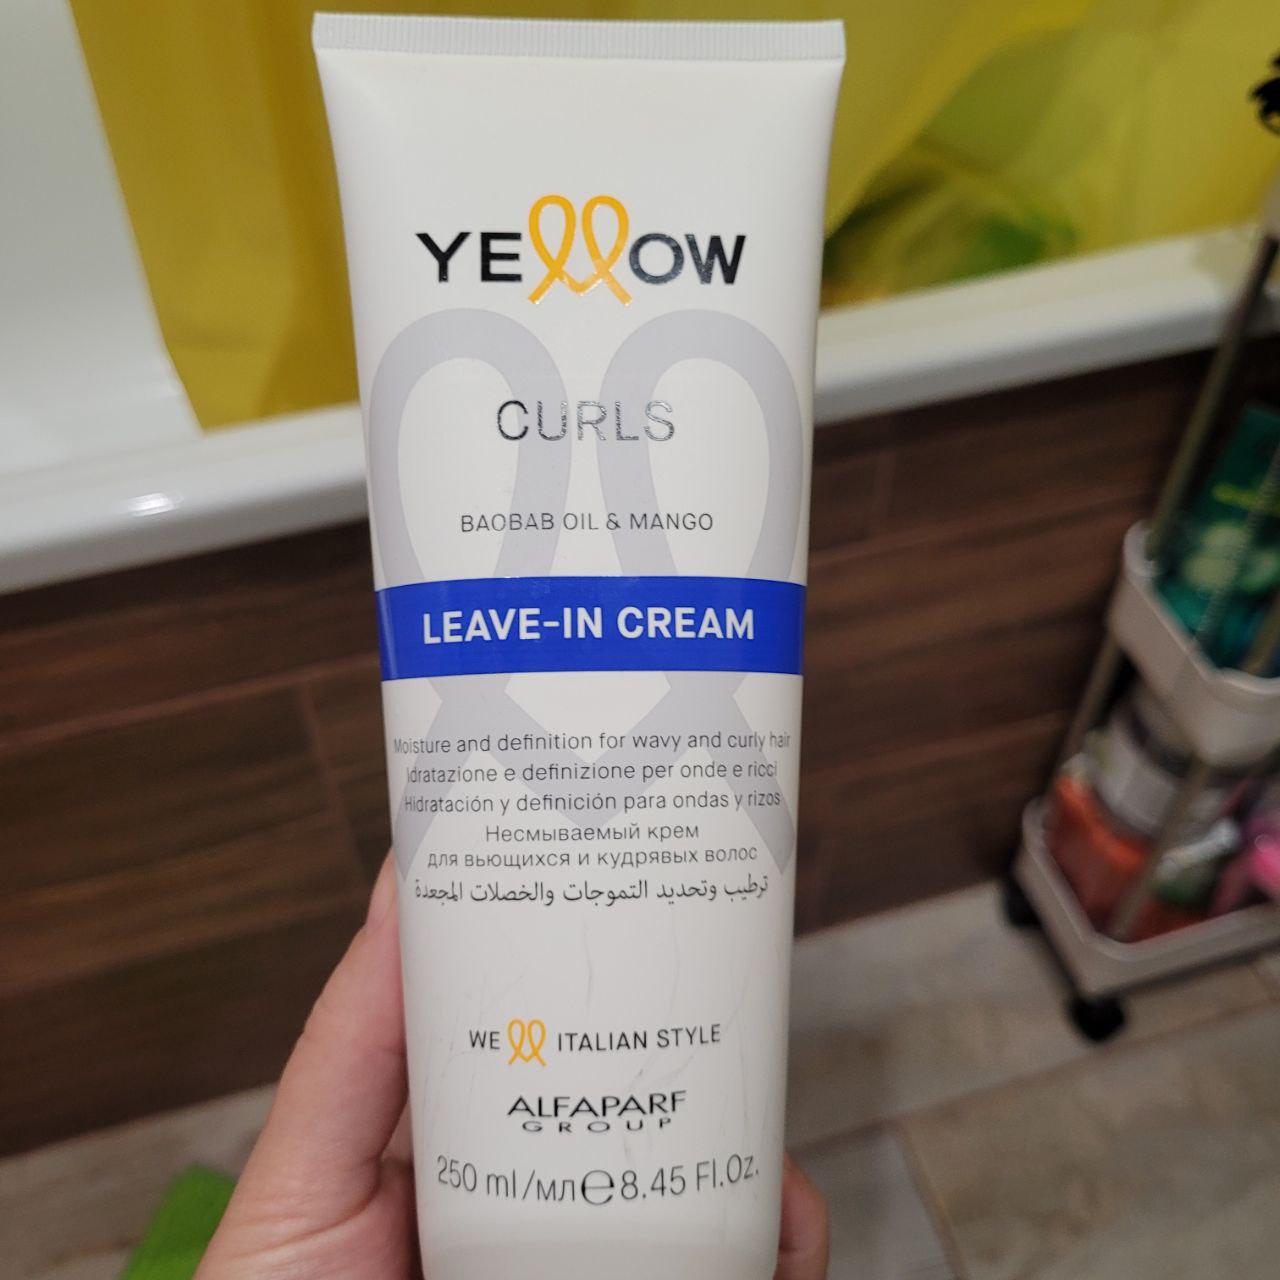 YELLOW
CURLS
BAOBAB OIL & MANGO
LEAVE-IN CREAM
Moisture and definition for wavy and curly hair
Idratazione e definizione per onde e ricci
Hidratación y definición para ondas y rizos
Несмываемый крем
для вьющихся и кудрявых волос
ترطيب وتحديد التموجات والخصلات المجعدة
WE ITALIAN STYLE
ALFAPARF
GROUP
250 ml/мл℮8.45 Fl.Oz.